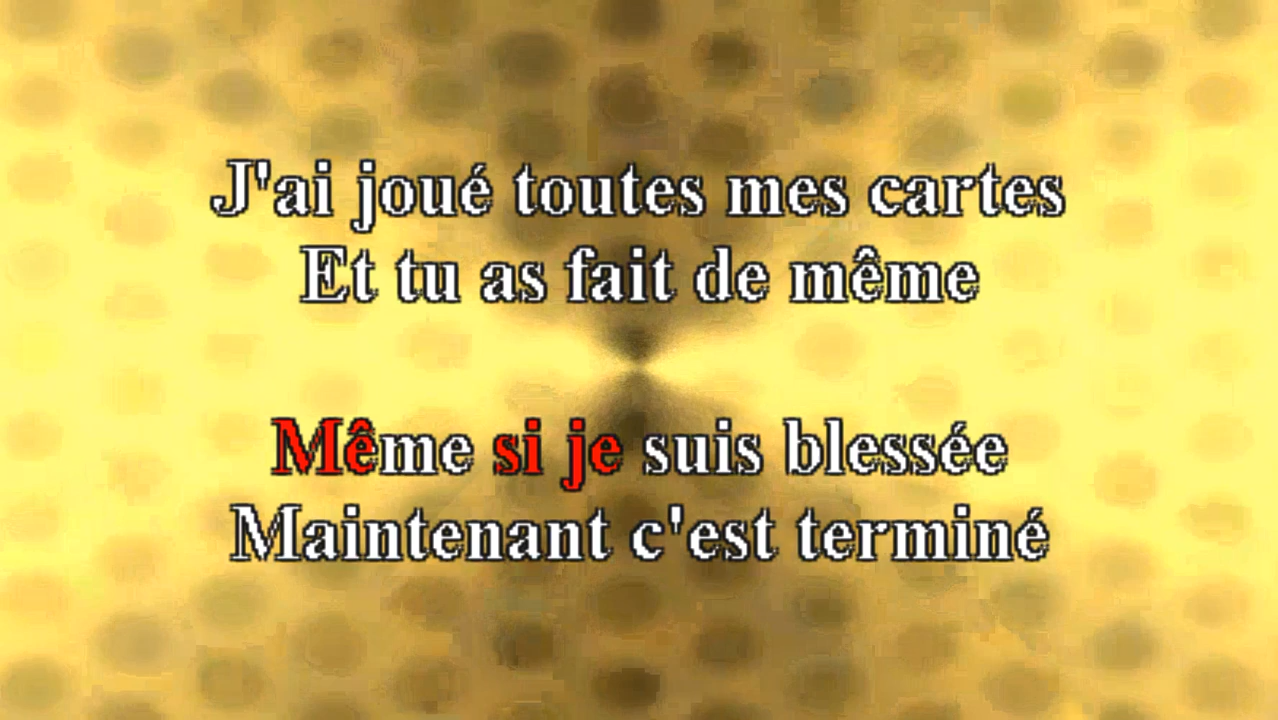 J'ai joué toutes mes cartes
Et tu as fait de même
Même si je suis blessée
Maintenant c'est terminé